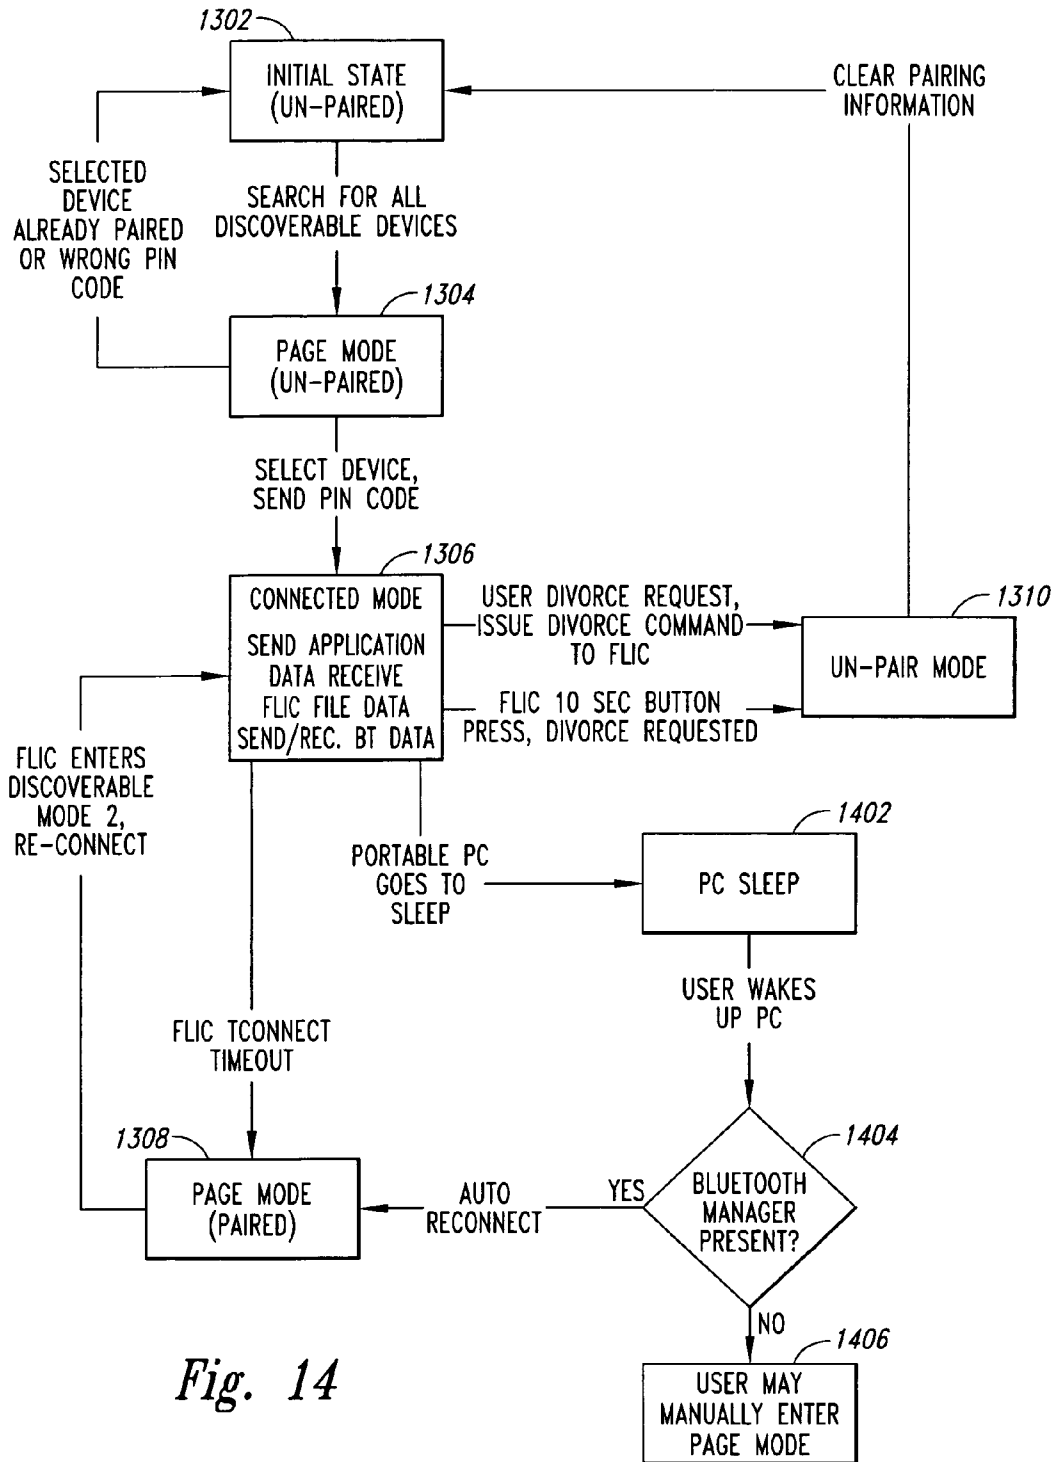 1302
INITIAL STATE
(UN-PAIRED)
CLEAR PAIRING
INFORMATION
SELECTED
DEVICE
ALREADY PAIRED
OR WRONG PIN
CODE
SEARCH FOR ALL
DISCOVERABLE DEVICES
1304
PAGE MODE
(UN-PAIRED)
SELECT DEVICE,
SEND PIN CODE
1306
CONNECTED MODE
SEND APPLICATION
DATA RECEIVE
FLIC FILE DATA
SEND/REC. BT DATA
USER DIVORCE REQUEST,
ISSUE DIVORCE COMMAND
TO FLIC
FLIC 10 SEC BUTTON
PRESS, DIVORCE REQUESTED
1310
UN-PAIR MODE
FLIC ENTERS
DISCOVERABLE
MODE 2,
RE-CONNECT
PORTABLE PC
GOES TO
SLEEP
1402
PC SLEEP
USER WAKES
UP PC
FLIC TCONNECT
TIMEOUT
1308
PAGE MODE
(PAIRED)
AUTO
RECONNECT
YES
1404
BLUETOOTH
MANAGER
PRESENT?
NO
1406
USER MAY
MANUALLY ENTER
PAGE MODE
Fig. 14